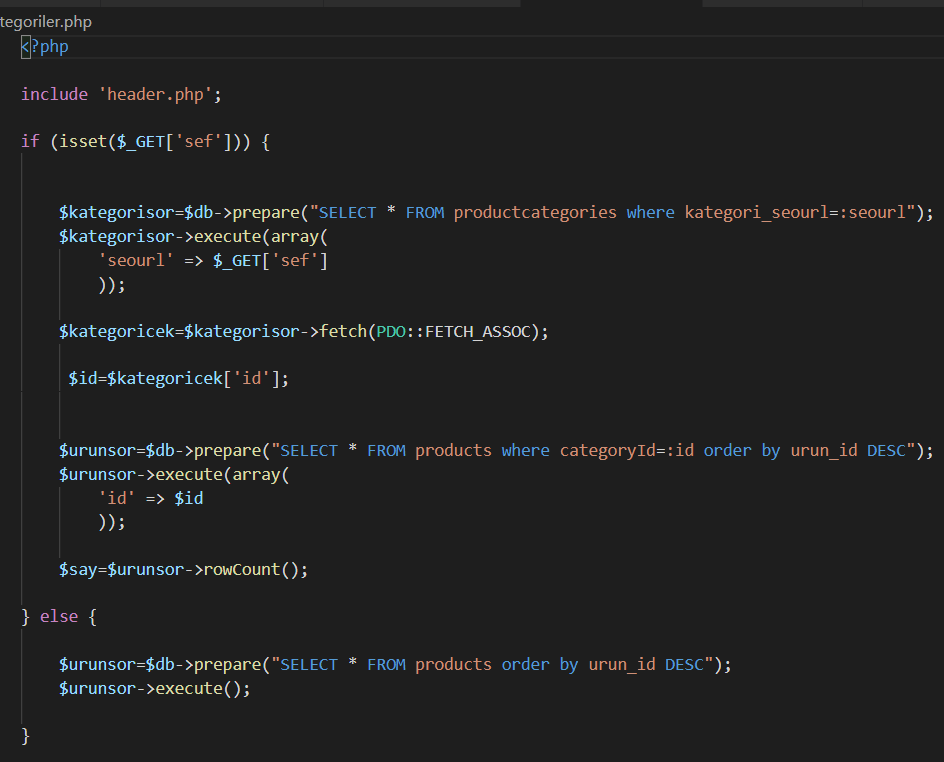 tegoriler.php
<?php
include 'header.php';
if (isset($_GET['sef'])) {
$kategorisor=$db->prepare("SELECT * FROM productcategories where kategori_seourl=:seourl");
$kategorisor->execute(array(
'seourl' => $_GET['sef']
));
$kategoricek=$kategorisor->fetch(PDO::FETCH_ASSOC);
$id=$kategoricek['id'];
$urunsor=$db->prepare("SELECT * FROM products where categoryId=:id order by urun_id DESC");
$urunsor->execute(array(
'id' => $id
));
$say=$urunsor->rowCount();
} else {
$urunsor=$db->prepare("SELECT * FROM products order by urun_id DESC");
$urunsor->execute();
}